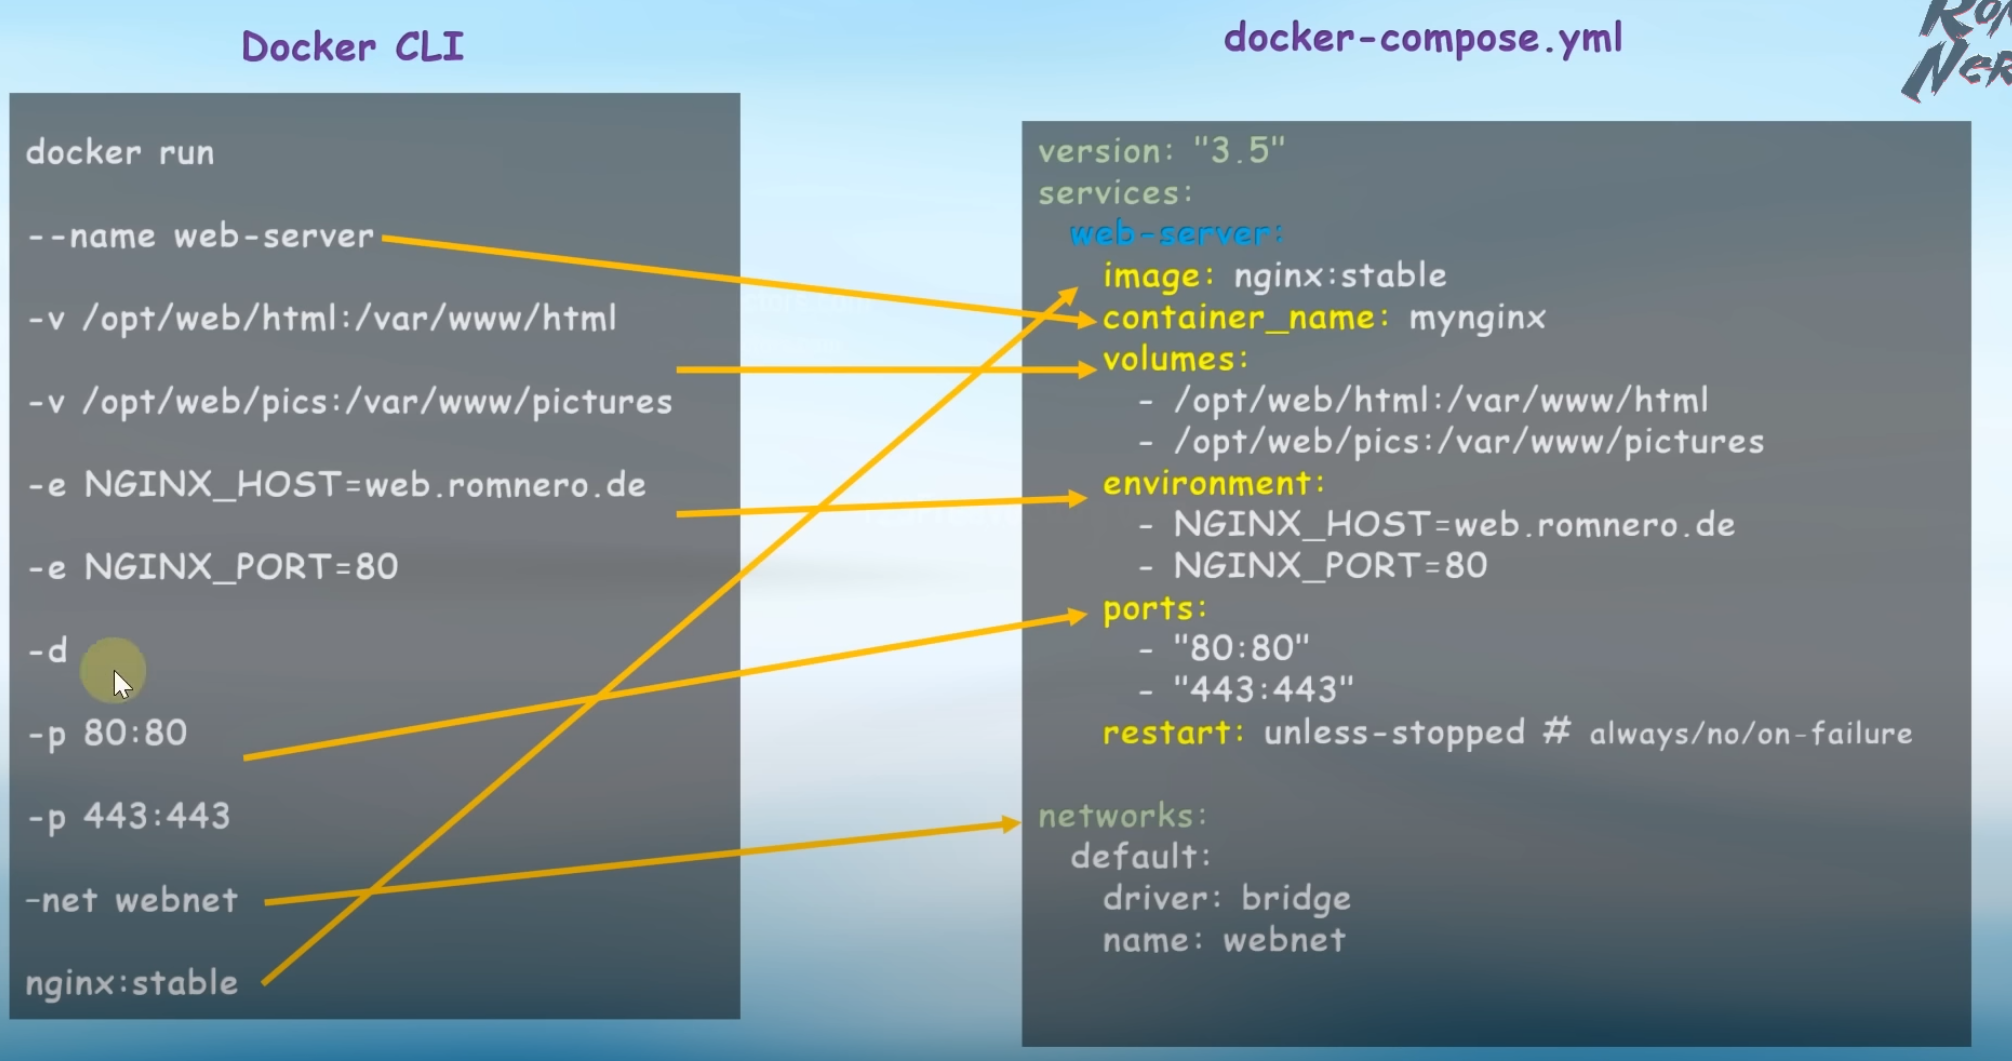 Docker CLI
docker run
--name web-server
-v /opt/web/html:/var/www/html
-v /opt/web/pics:/var/www/pictures
-e NGINX_HOST=web.romnero.de
-e NGINX_PORT=80
-d
-p 80:80
-p 443:443
-net webnet
nginx:stable
docker-compose.yml
version: "3.5"
services:
web-server:
image: nginx:stable
container_name: mynginx
volumes:
- /opt/web/html:/var/www/html
- /opt/web/pics:/var/www/pictures
environment:
- NGINX_HOST=web.romnero.de
- NGINX_PORT=80
ports:
- "80:80"
- "443:443"
restart: unless-stopped # always/no/on-failure
networks:
default:
driver: bridge
name: webnet